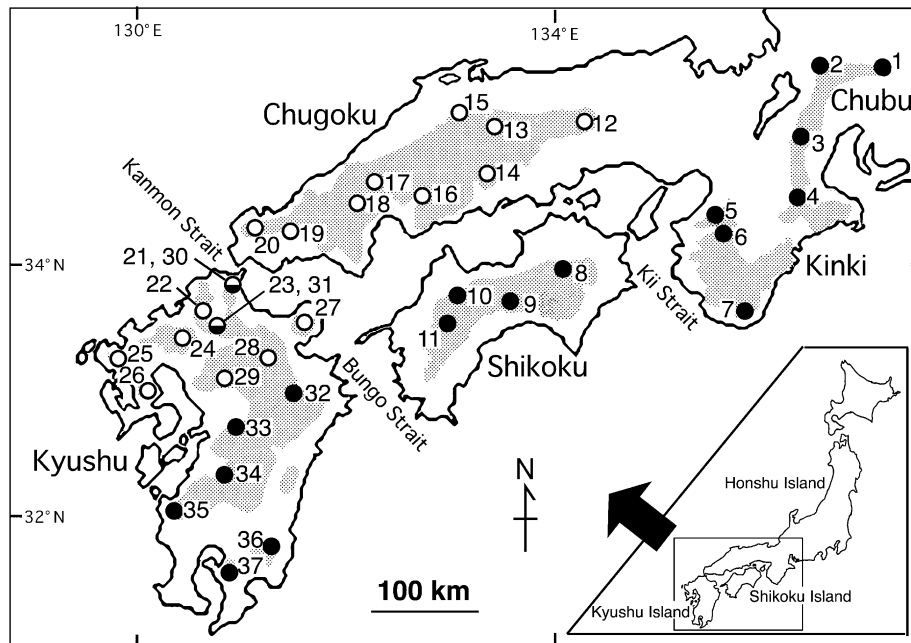 130°E
134°E
2
1
Chubu
15
Chugoku
13
12
3
14
17
16
4
18
Kanmon Strait
5
20
19
6
21, 30
34°N
8
Kinki
22
23, 31
27
10
Kii Strait
9
7
11
24
28
25
Shikoku
26
29
32
Bungo Strait
33
Kyushu
34
N
Honshu Island
35
32°N
36
37
100 km
Shikoku Island
Kyushu Island